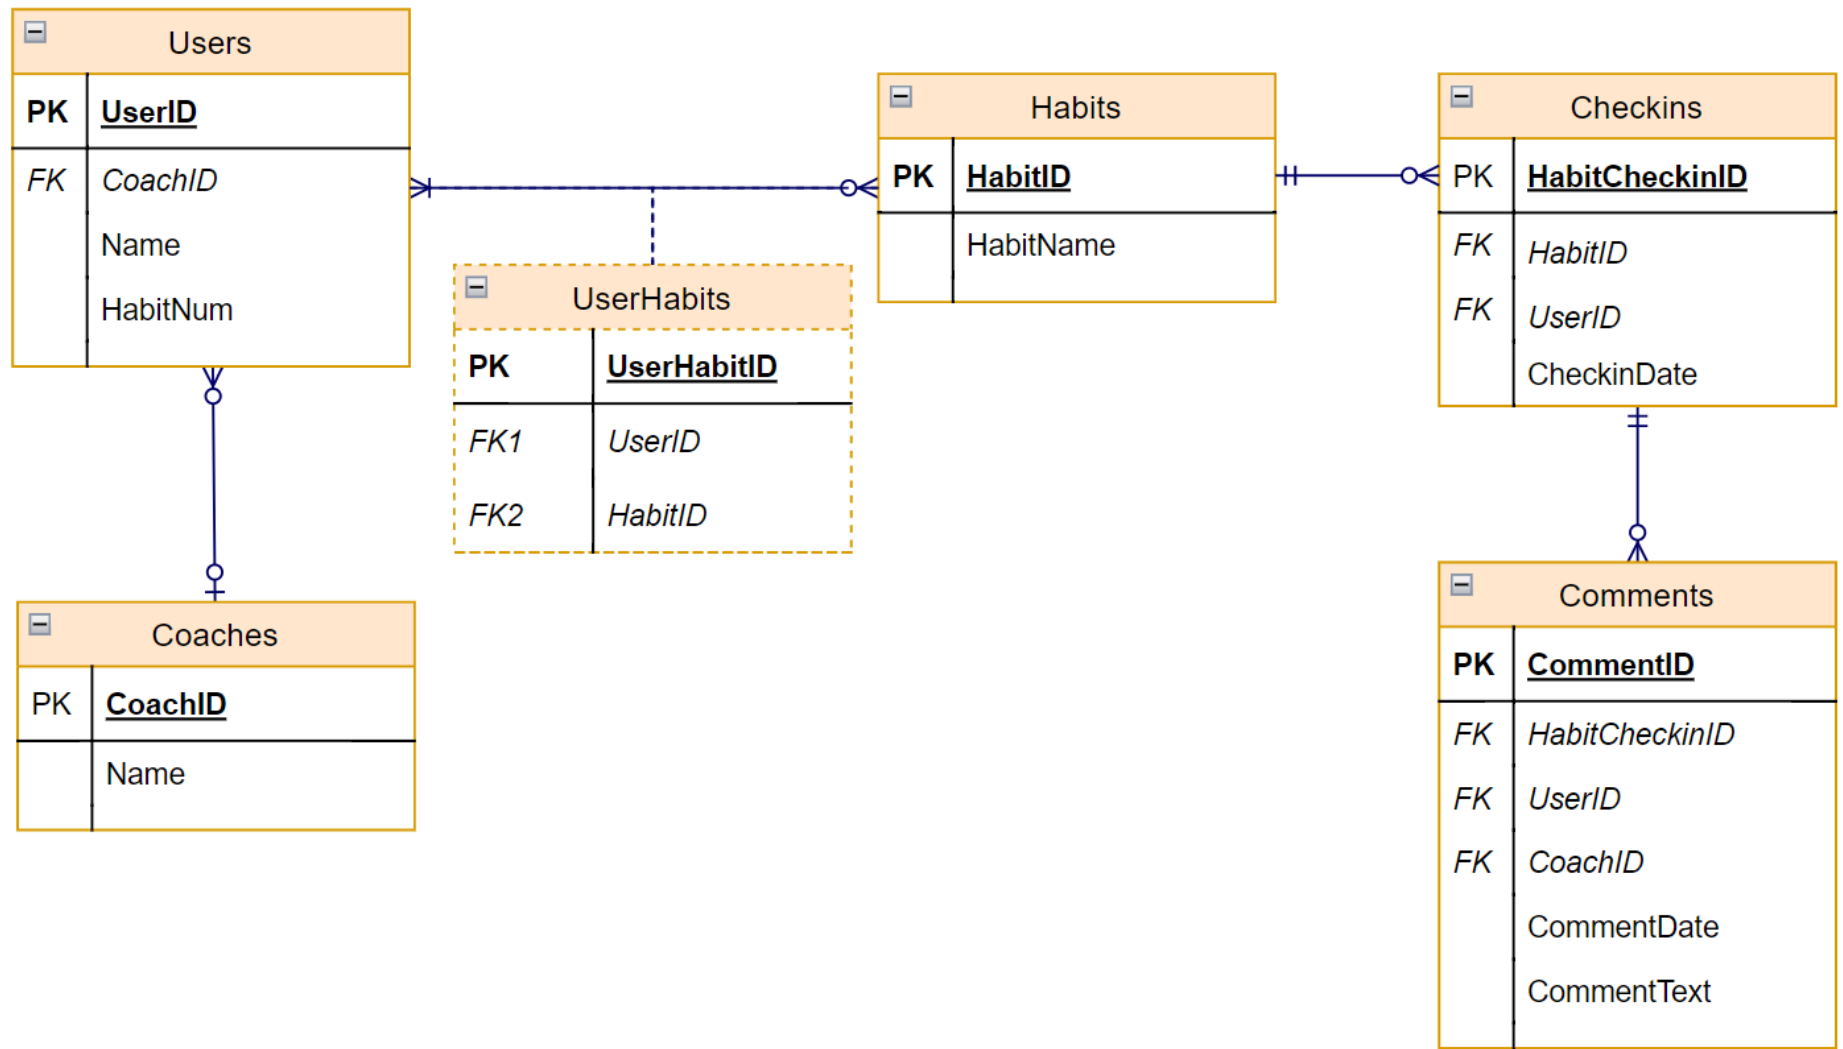 Users
PK UserID
FK CoachID
Name
HabitNum
UserHabits
PK UserHabitID
FK1 UserID
FK2 HabitID
Habits
PK HabitID
HabitName
Checkins
PK HabitCheckinID
FK HabitID
FK UserID
CheckinDate
Coaches
PK CoachID
Name
Comments
PK CommentID
FK HabitCheckinID
FK UserID
FK CoachID
CommentDate
CommentText